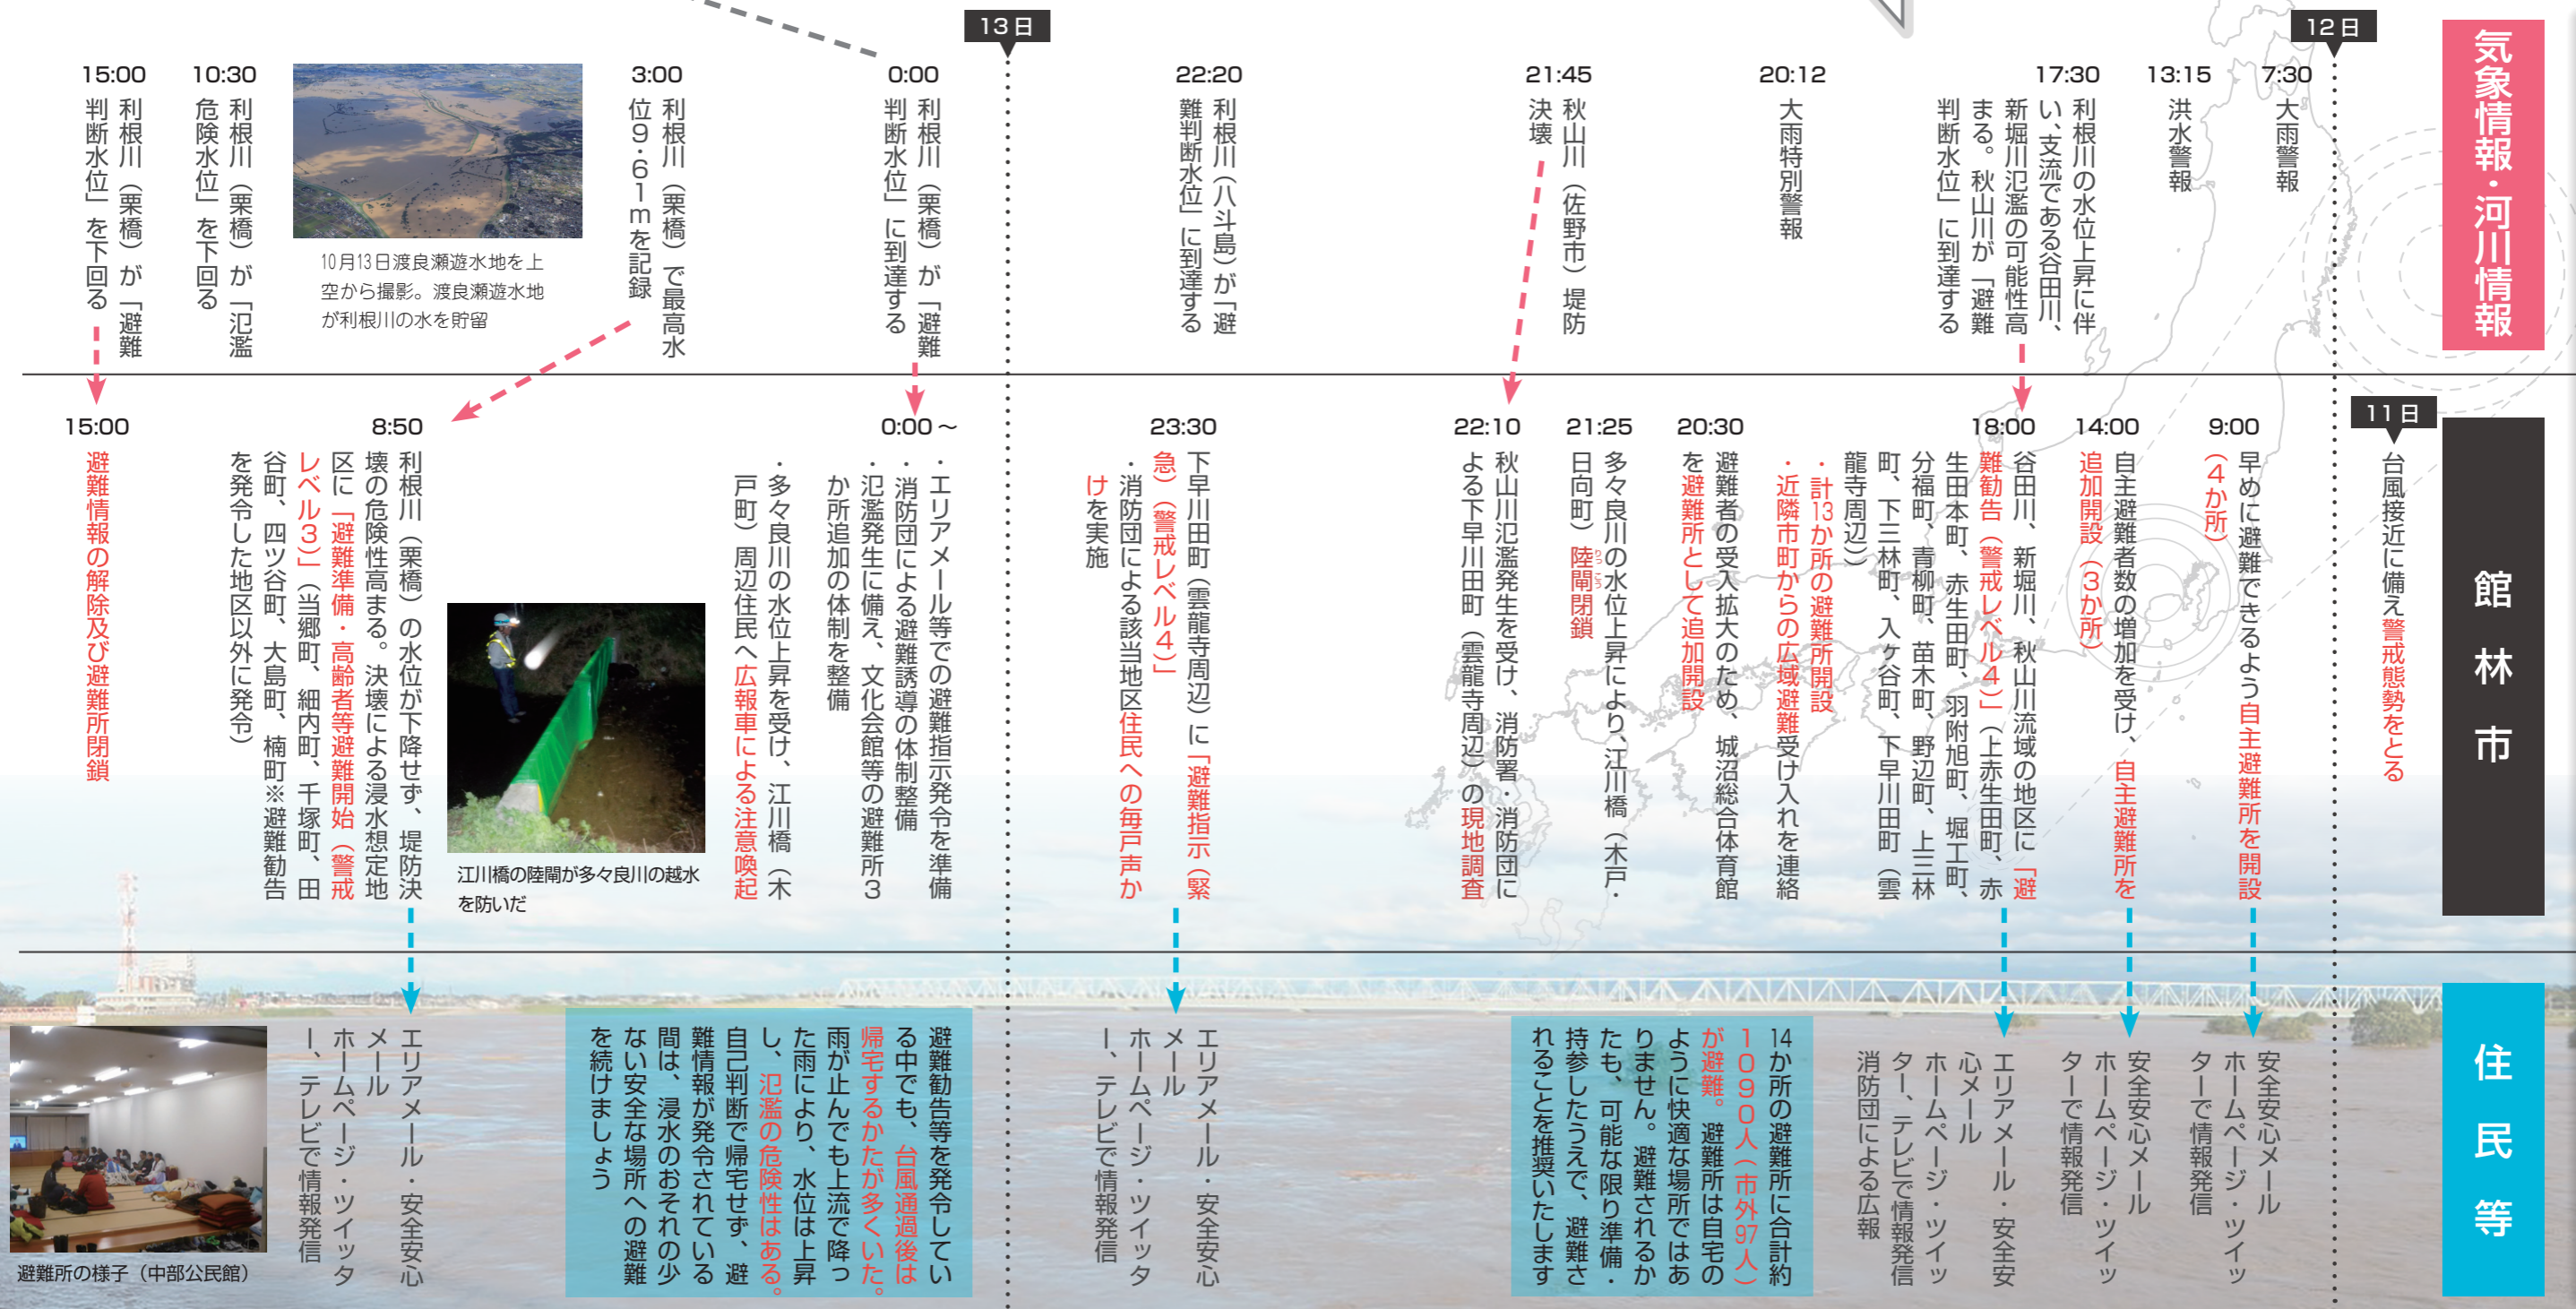 気象情報・河川情報
12日
7:30
大雨警報
13:15
洪水警報
17:30
利根川の水位上昇に伴
い、支流である谷田川、
新堀川氾濫の可能性高
まる。秋山川が「避難
判断水位」に到達する
20:12
大雨特別警報
21:45
秋山川（佐野市）堤防
決壊
22:20
利根川（八斗島）が「避
難判断水位」に到達する
13日
0:00
利根川（栗橋）が「避難
判断水位」に到達する
3:00
利根川（栗橋）で最高水
位９・６１ｍを記録
10月13日渡良瀬遊水地を上
空から撮影。渡良瀬遊水地
が利根川の水を貯留
10:30
利根川（栗橋）が「氾濫
危険水位」を下回る
15:00
利根川（栗橋）が「避難
判断水位」を下回る
館林市
11日
台風接近に備え警戒態勢をとる
9:00
早めに避難できるよう自主避難所を開設
（４か所）
14:00
自主避難者数の増加を受け、自主避難所を
追加開設（３か所）
18:00
谷田川、新堀川、秋山川流域の地区に「避
難勧告（警戒レベル４）」（上赤生田町、赤
生田本町、赤生田町、羽附旭町、堀工町、
分福町、青柳町、苗木町、野辺町、上三林
町、下三林町、入ヶ谷町、下早川田町（雲
龍寺周辺））
・計13か所の避難所開設
・近隣市町からの広域避難受け入れを連絡
20:30
避難者の受入拡大のため、城沼総合体育館
を避難所として追加開設
21:25
多々良川の水位上昇により、江川橋（木戸・
日向町）陸閘閉鎖
りっこう
22:10
秋山川氾濫発生を受け、消防署・消防団に
よる下早川田町（雲龍寺周辺）の現地調査
23:30
下早川田町（雲龍寺周辺）に「避難指示（緊
急）（警戒レベル４）」
・消防団による該当地区住民への毎戸声か
けを実施
0:00～
・エリアメール等での避難指示発令を準備
・消防団による避難誘導の体制整備
・氾濫発生に備え、文化会館等の避難所３
か所追加の体制を整備
・多々良川の水位上昇を受け、江川橋（木
戸町）周辺住民へ広報車による注意喚起
江川橋の陸閘が多々良川の越水
を防いだ
8:50
利根川（栗橋）の水位が下降せず、堤防決
壊の危険性高まる。決壊による浸水想定地
区に「避難準備・高齢者等避難開始（警戒
レベル３）」（当郷町、細内町、千塚町、田
谷町、四ツ谷町、大島町、楠町※避難勧告
を発令した地区以外に発令）
15:00
避難情報の解除及び避難所閉鎖
住民等
安全安心メール
ホームページ・ツイッ
ターで情報発信
安全安心メール
ホームページ・ツイッ
ターで情報発信
エリアメール・安全安
心メール
ホームページ・ツイッ
ター、テレビで情報発信
消防団による広報
14か所の避難所に合計約
１０９０人（市外97人）
が避難。避難所は自宅の
ように快適な場所ではあ
りません。避難されるか
たも、可能な限り準備・
持参したうえで、避難さ
れることを推奨いたします
エリアメール・安全安心
メール
ホームページ・ツイッタ
ー、テレビで情報発信
避難勧告等を発令してい
る中でも、台風通過後は
帰宅するかたが多くいた。
雨が止んでも上流で降っ
た雨により、水位は上昇
し、氾濫の危険性はある。
自己判断で帰宅せず、避
難情報が発令されている
間は、浸水のおそれの少
ない安全な場所への避難
を続けましょう
エリアメール・安全安心
メール
ホームページ・ツイッタ
ー、テレビで情報発信
避難所の様子（中部公民館）